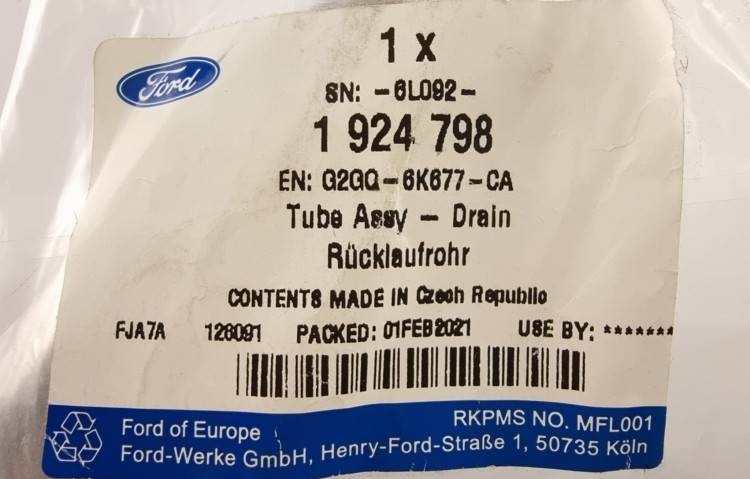 Ford
1 x
SN: -6L092-
1 924 798
EN: G2GQ-6K677-CA
Tube Assy - Drain
Rücklaufrohr
CONTENTS MADE IN Czech Republic
FJA7A 126091 PACKED: 01FEB2021 USE BY: *******
RKPMS NO. MFL001
Ford of Europe
Ford-Werke GmbH, Henry-Ford-Straße 1, 50735 Köln